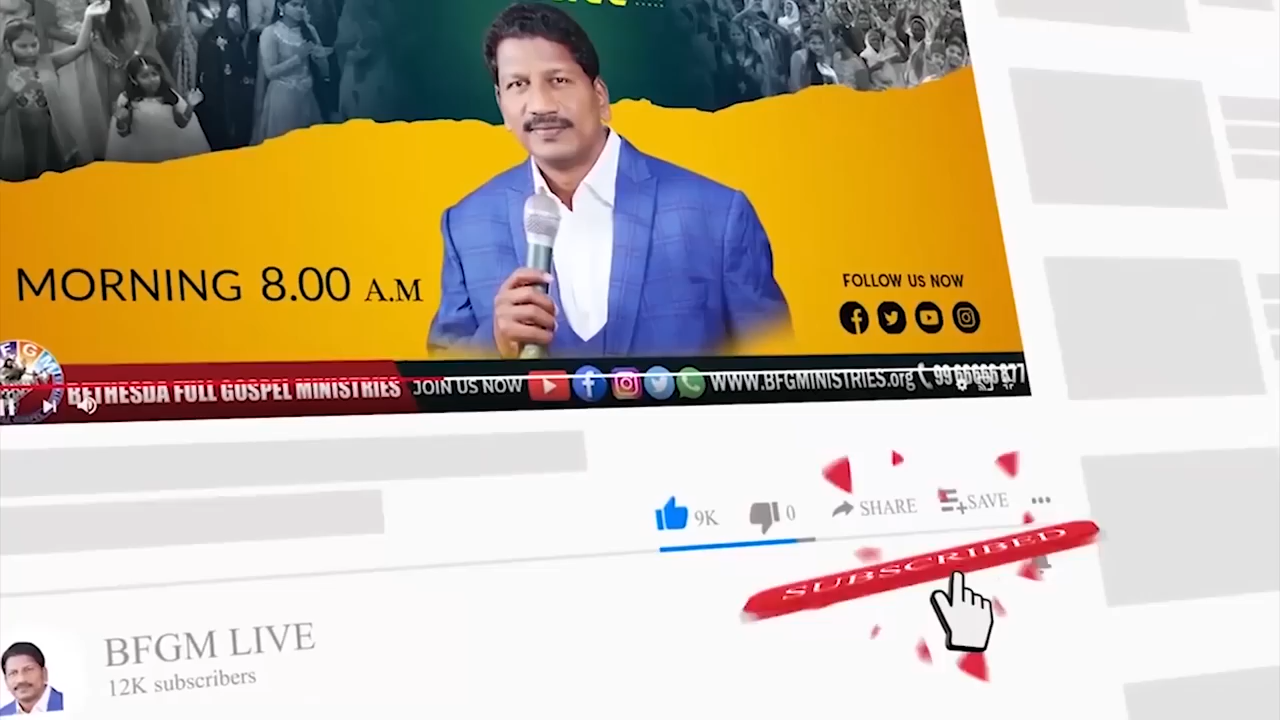 MORNING 8.00 A.M
FOLLOW US NOW
BETHESDA FULL GOSPEL MINISTRIES JOIN US NOW WWW.BFGMINISTRIES.org
9K 0 SHARE SAVE
SUBSCRIBED
BFGM LIVE
12K subscribers